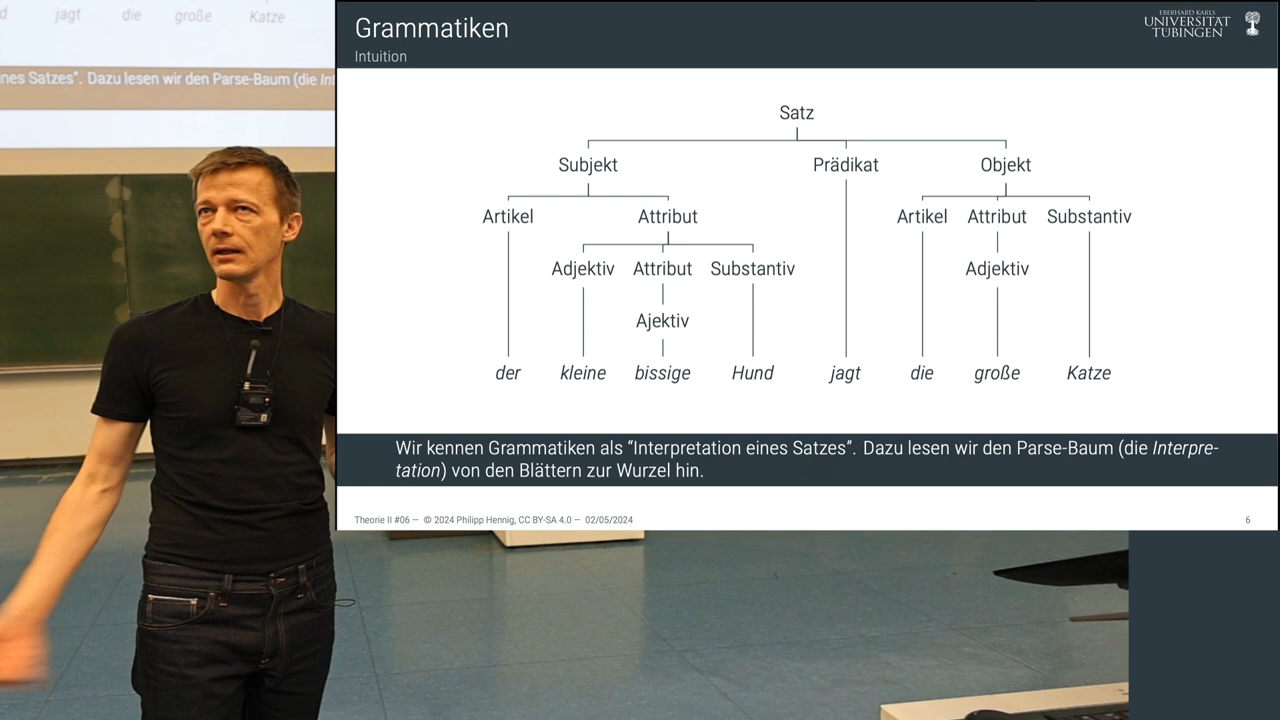 d jagt die große Katze
nes Satzes". Dazu lesen wir den Parse-Baum (die
Grammatiken
Intuition
EBERHARD KARLS
UNIVERSITÄT
TÜBINGEN
Satz
Subjekt Prädikat Objekt
Artikel Attribut Artikel Attribut Substantiv
Adjektiv Attribut Substantiv Adjektiv
Ajektiv
der kleine bissige Hund jagt die große Katze
Wir kennen Grammatiken als "Interpretation eines Satzes". Dazu lesen wir den Parse-Baum (die Interpre-
tation) von den Blättern zur Wurzel hin.
Theorie II #06 — © 2024 Philipp Hennig, CC BY-SA 4.0 — 02/05/2024 6